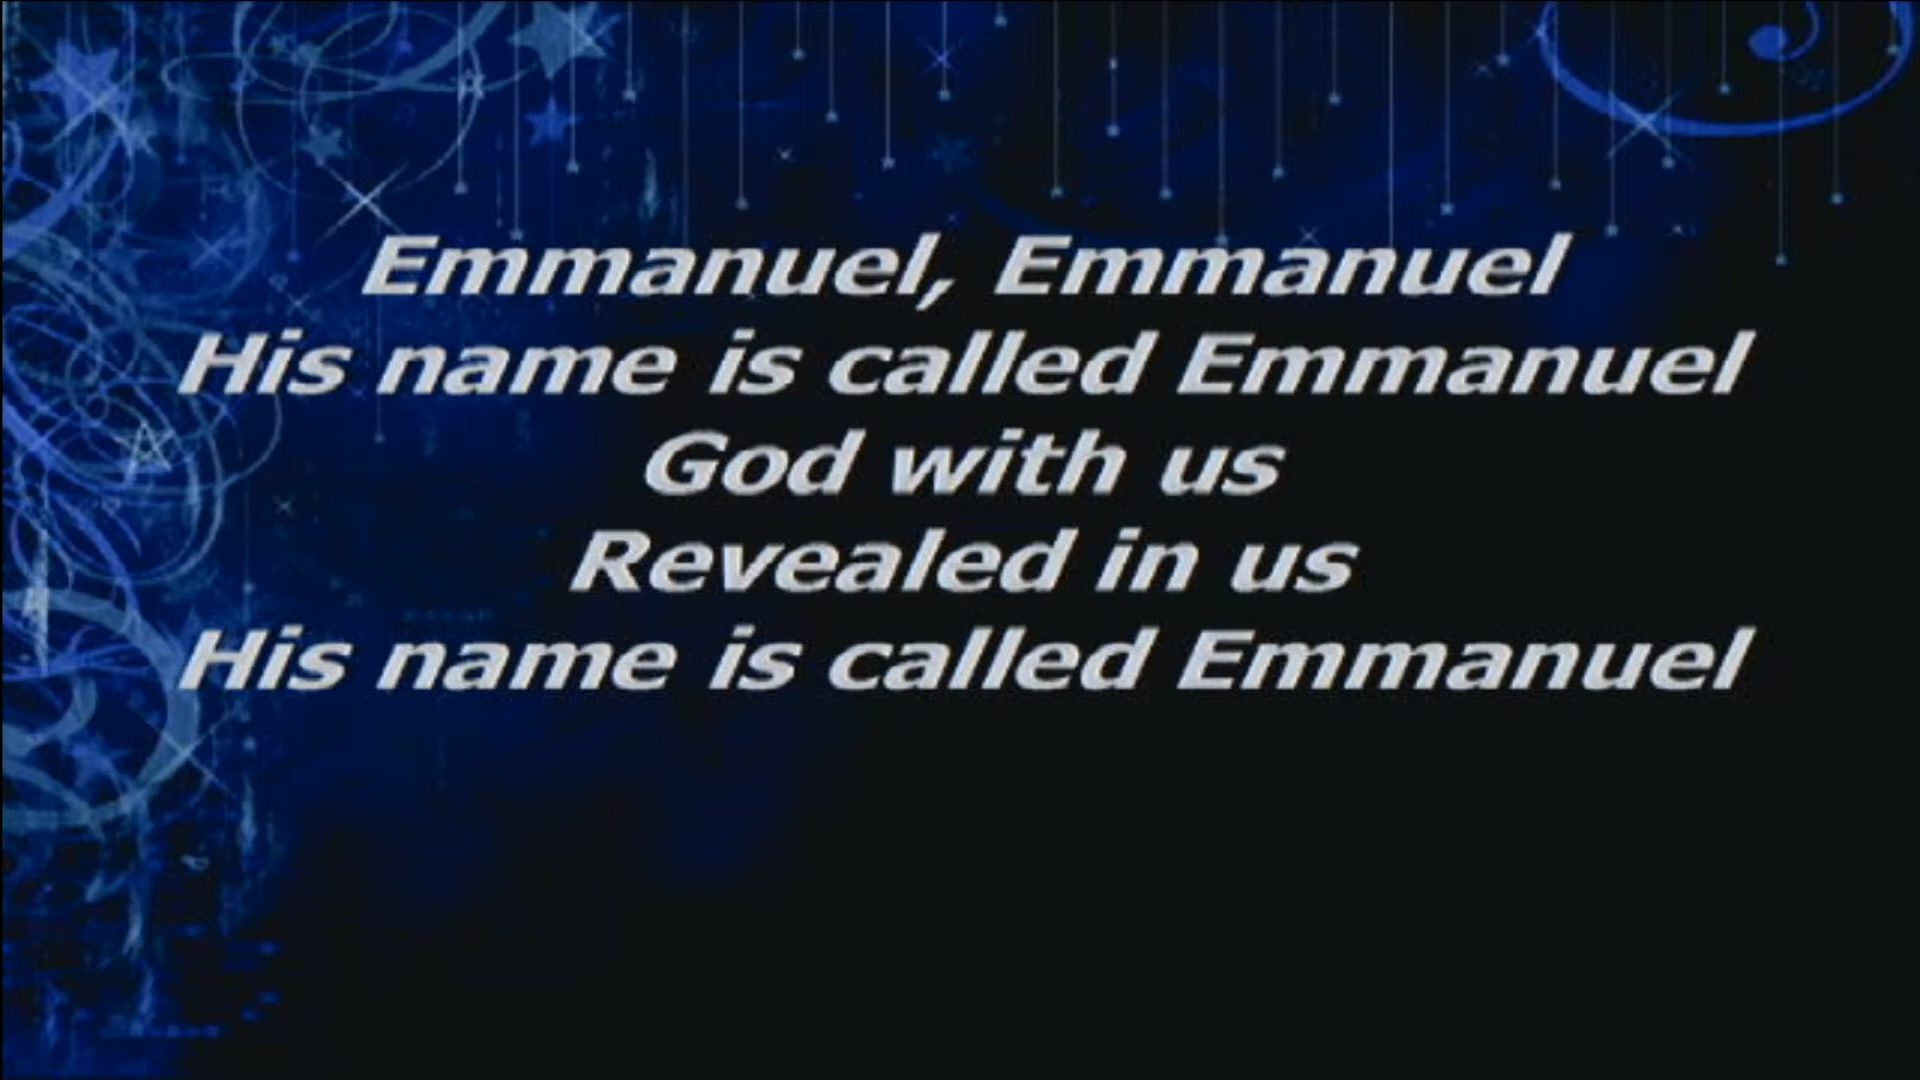 Emmanuel, Emmanuel
His name is called Emmanuel
God with us
Revealed in us
His name is called Emmanuel